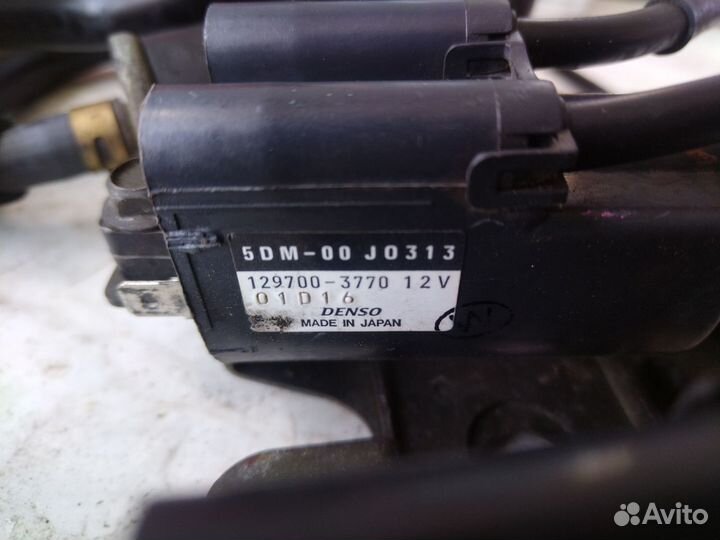 5DM-00 J0313
129700-3770 12V
01D16
DENSO
MADE IN JAPAN
Avito